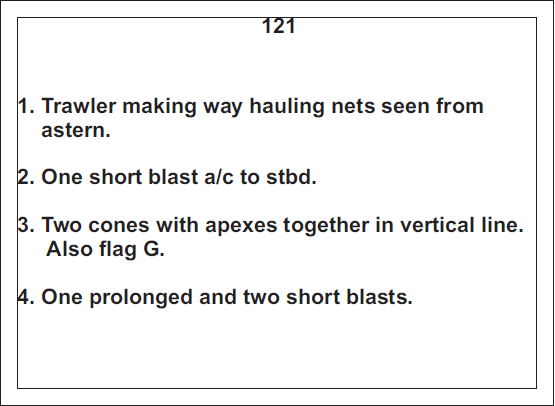 121
1. Trawler making way hauling nets seen from
astern.
2. One short blast a/c to stbd.
3. Two cones with apexes together in vertical line.
Also flag G.
4. One prolonged and two short blasts.